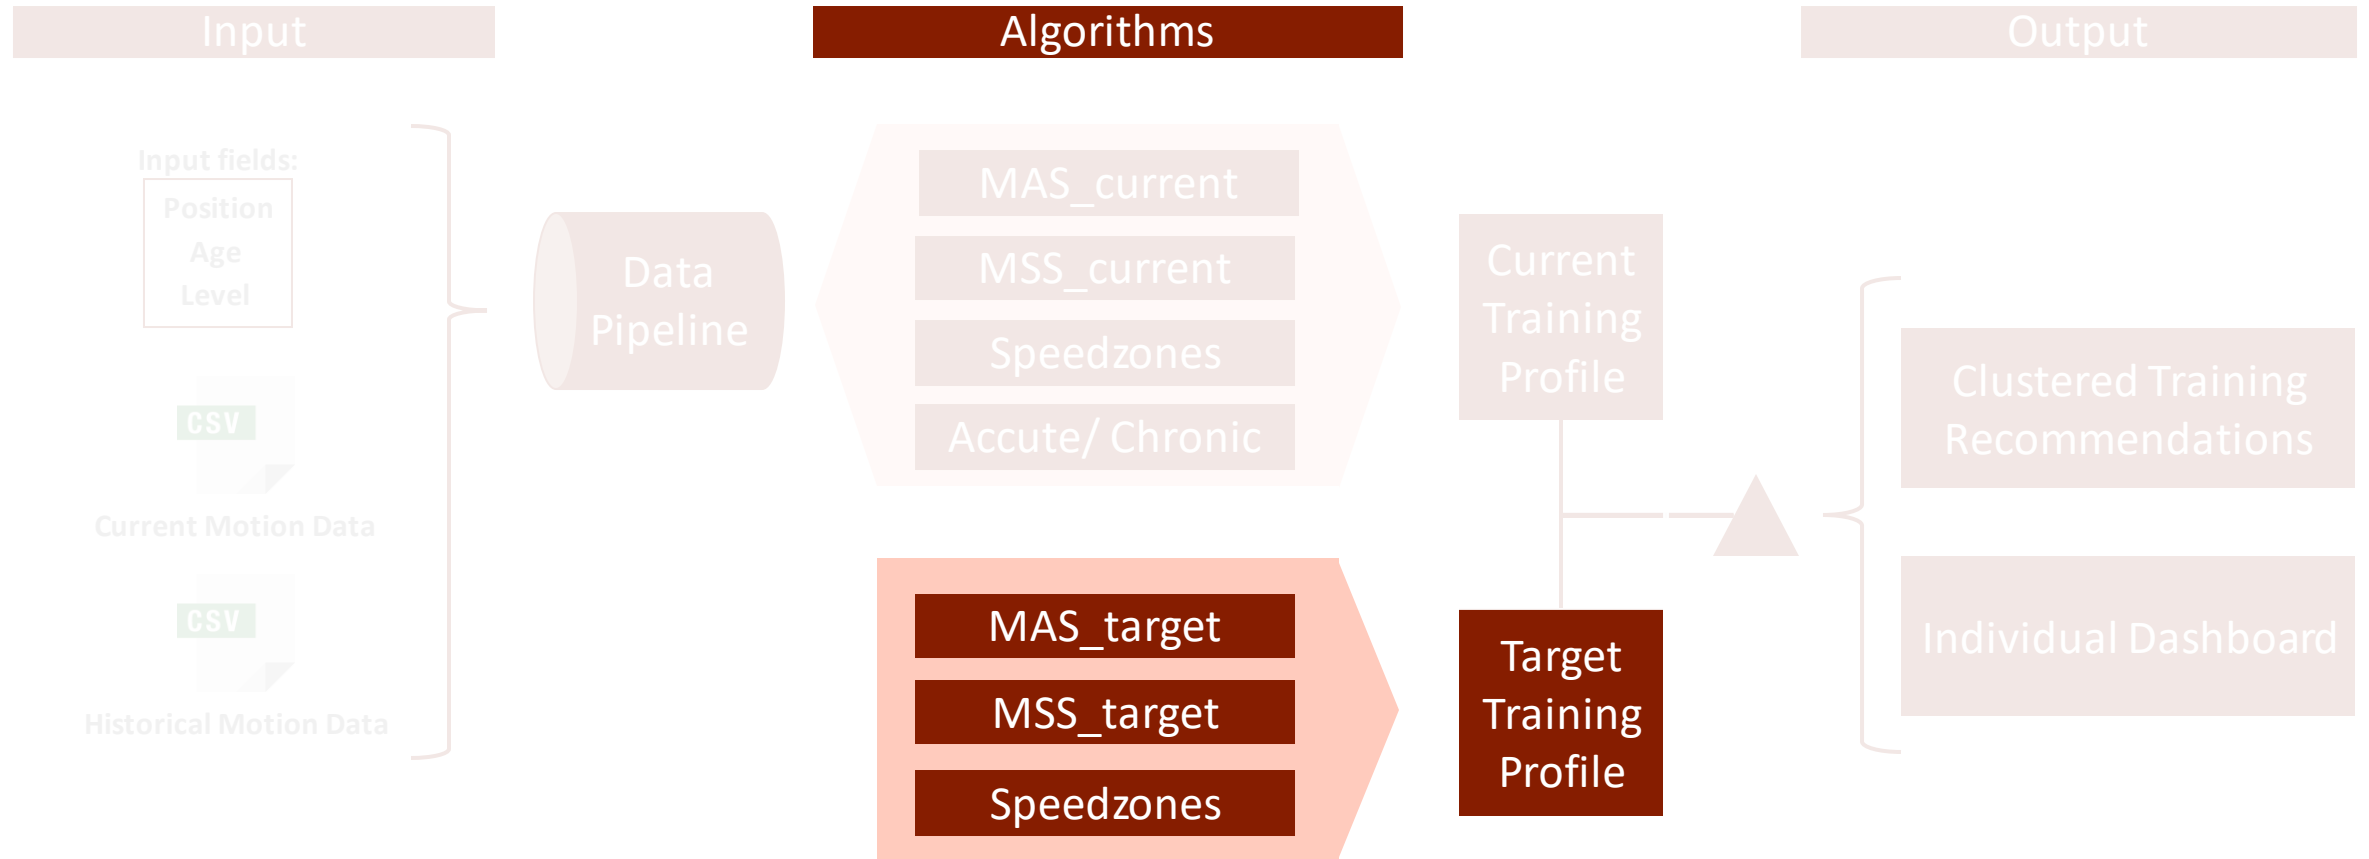 Input
Algorithms
Output
Input fields:
Position
Age
Level
CSV
Current Motion Data
CSV
Historical Motion Data
Data
Pipeline
MAS_current
MSS_current
Speedzones
Accute/ Chronic
MAS_target
MSS_target
Speedzones
Current
Training
Profile
Target
Training
Profile
Clustered Training
Recommendations
Individual Dashboard